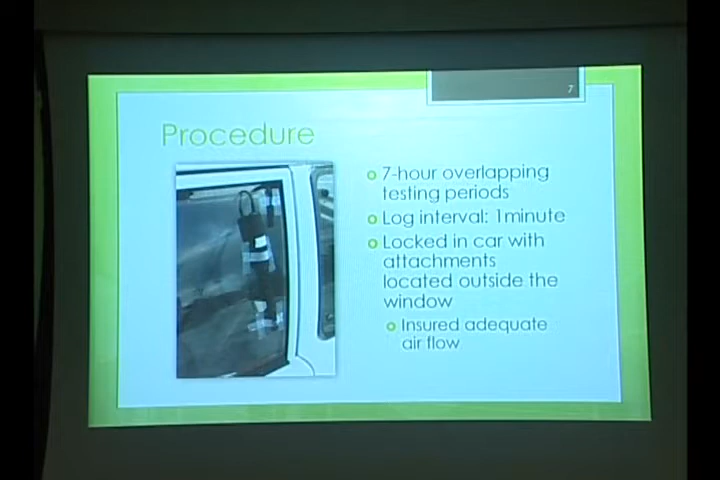 7
Procedure
7-hour overlapping
testing periods
Log interval: 1minute
Locked in car with
attachments
located outside the
window
Insured adequate
air flow